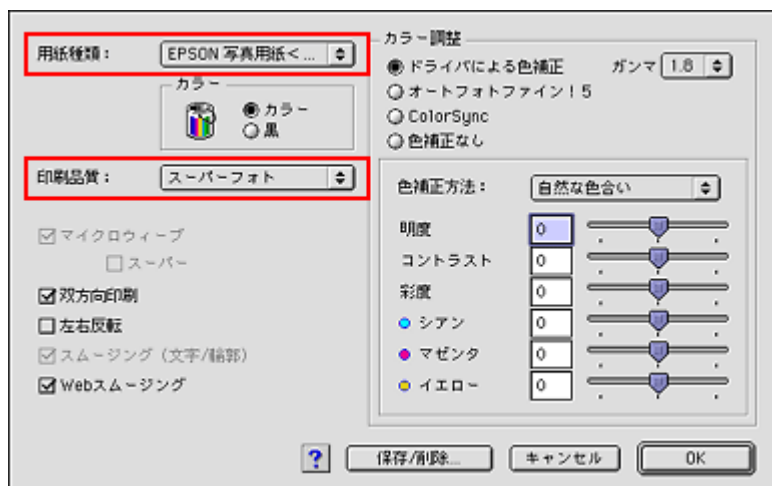 用紙種類：
EPSON 写真用紙＜...
カラー
カラー
黒
印刷品質：
スーパーフォト
マイクロウィーブ
スーパー
双方向印刷
左右反転
スムージング（文字/輪郭）
Webスムージング
カラー調整
ドライバによる色補正
ガンマ 1.8
オートフォトファイン！5
ColorSync
色補正なし
色補正方法：
自然な色合い
明度 0
コントラスト 0
彩度 0
シアン 0
マゼンタ 0
イエロー 0
?
保存/削除...
キャンセル
OK